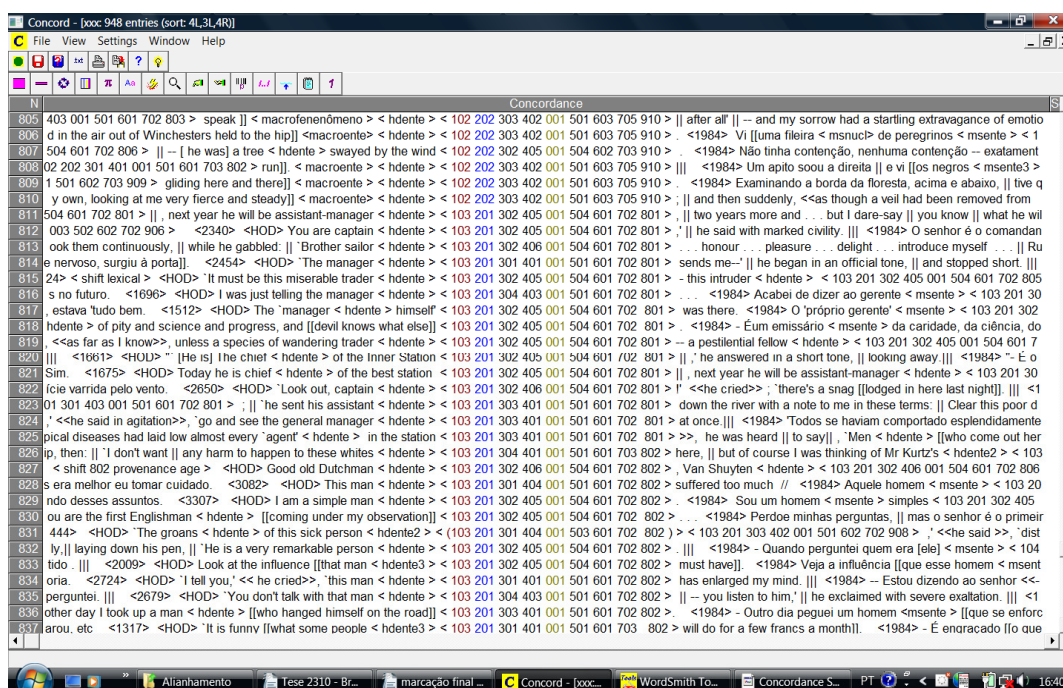 Concord - [xxx: 948 entries (sort: 4L,3L,4R)]
C File View Settings Window Help
txt ?
π Aa 1
N Concordance S
805 403 001 501 601 702 803 > speak ]] < macrofenenômeno > < hdente > < 102 202 303 402 001 501 603 705 910 > || after all' || -- and my sorrow had a startling extravagance of emotio
806 d in the air out of Winchesters held to the hip]] <macroente> < hdente > < 102 202 303 402 001 501 603 705 910 > . <1984> Vi [[uma fileira < msnucl> de peregrinos < msente > < 1
807 504 601 702 806 > || -- [ he was] a tree < hdente > swayed by the wind < 102 202 302 405 001 504 602 703 910 > . <1984> Não tinha contenção, nenhuma contenção -- exatament
808 02 202 301 401 001 501 601 703 802 > run]]. < macroente > < hdente > < 102 202 303 402 001 501 603 705 910 > ||| <1984> Um apito soou a direita || e vi [[os negros < msente3 >
809 1 501 602 703 909 > gliding here and there]] < macroente > < hdente > < 102 202 303 402 001 501 603 705 910 > . <1984> Examinando a borda da floresta, acima e abaixo, || tive q
810 y own, looking at me very fierce and steady]] < macroente> < hdente > < 102 202 303 402 001 501 603 705 910 > ; || and then suddenly, <<as though a veil had been removed from
811 504 601 702 801 > || , next year he will be assistant-manager < hdente > < 103 201 302 405 001 504 601 702 801 > , || two years more and . . . but I dare-say || you know || what he wil
812 003 502 602 702 906 > <2340> <HOD> `You are captain < hdente > < 103 201 302 406 001 504 601 702 801 > ,' || he said with marked civility. ||| <1984> O senhor é o comandan
813 ook them continuously, || while he gabbled: || `Brother sailor < hdente > < 103 201 302 406 001 504 601 702 801 > . . . honour . . . pleasure . . . delight . . . introduce myself . . . || Ru
814 e nervoso, surgiu à porta]]. <2454> <HOD> `The manager < hdente > < 103 201 301 401 001 501 601 702 801 > sends me--' || he began in an official tone, || and stopped short. |||
815 24> < shift lexical > <HOD> `It must be this miserable trader < hdente > < 103 201 302 405 001 504 601 702 801 > - this intruder < hdente > < 103 201 302 405 001 504 601 702 805
816 s no futuro. <1696> <HOD> I was just telling the manager < hdente > < 103 201 304 403 001 501 601 702 801 > . . . <1984> Acabei de dizer ao gerente < msente > < 103 201 30
817 , estava 'tudo bem. <1512> <HOD> The `manager < hdente > himself' < 103 201 302 405 001 501 601 702 801 > was there. <1984> O 'próprio gerente' < msente > < 103 201 302
818 hdente > of pity and science and progress, and [[devil knows what else]] < 103 201 302 405 001 504 601 702 801 > . <1984> - Éum emissário < msente > da caridade, da ciência, do
819 , <<as far as I know>>, unless a species of wandering trader < hdente > < 103 201 302 405 001 504 601 702 801 > -- a pestilential fellow < hdente > < 103 201 302 405 001 504 601 7
820 ||| <1661> <HOD> "` [He is] The chief < hdente > of the Inner Station < 103 201 302 405 001 504 601 702 801 > || ,' he answered in a short tone, || looking away.||| <1984> "- É o
821 Sim. <1675> <HOD> Today he is chief < hdente > of the best station < 103 201 302 405 001 504 601 702 801 > || , next year he will be assistant-manager < hdente > < 103 201 30
822 ície varrida pelo vento. <2650> <HOD> `Look out, captain < hdente > < 103 201 302 406 001 504 601 702 801 > !' <<he cried>> ; `there's a snag [[lodged in here last night]]. ||| <1
823 01 301 403 001 501 601 702 801 > ; || `he sent his assistant < hdente > < 103 201 303 401 001 501 601 702 801 > down the river with a note to me in these terms: || Clear this poor d
824 ,' <<he said in agitation>>, `go and see the general manager < hdente > < 103 201 303 401 001 501 601 702 801 > at once.||| <1984> 'Todos se haviam comportado esplendidamente
825 pical diseases had laid low almost every `agent' < hdente > in the station < 103 201 303 401 001 501 601 702 801 > >>, he was heard || to say|| , `Men < hdente > [[who come out her
826 ip, then: || `I don't want || any harm to happen to these whites < hdente > < 103 201 304 401 001 501 601 702 803 > here, || but of course I was thinking of Mr Kurtz's < hdente2 > < 103
827 < shift 802 provenance age > <HOD> Good old Dutchman < hdente > < 103 201 302 406 001 504 601 706 802 > , Van Shuyten < hdente > < 103 201 302 406 001 504 601 702 806
828 s era melhor eu tomar cuidado. <3082> <HOD> This man < hdente > < 103 201 301 404 001 501 601 702 802 > suffered too much // <1984> Aquele homem < msente > < 103 20
829 ndo desses assuntos. <3307> <HOD> I am a simple man < hdente > < 103 201 302 405 001 504 601 702 802 > . <1984> Sou um homem < msente > simples < 103 201 302 405
830 ou are the first Englishman < hdente > [[coming under my observation]] < 103 201 302 405 001 504 601 702 802 > . . . <1984> Perdoe minhas perguntas, || mas o senhor é o primeir
831 444> <HOD> `The groans < hdente > of this sick person < hdente2 > < (103 201 301 404 001 501 601 702 802 ) > < 103 201 303 402 001 501 602 702 908 > ,' <<he said >>, `dist
832 ly,|| laying down his pen, || `He is a very remarkable person < hdente > < 103 201 302 405 001 504 601 702 802 > . ||| <1984> - Quando perguntei quem era [ele] < msente > < 104
833 tido . ||| <2009> <HOD> Look at the influence [[that man < hdente3 > < 103 201 302 405 001 504 601 702 802 > must have]]. <1984> Veja a influência [[que esse homem < msent
834 oria. <2724> <HOD> `I tell you,' << he cried>>, `this man < hdente > < 103 201 301 404 001 501 601 702 802 > has enlarged my mind. ||| <1984> -- Estou dizendo ao senhor <<-
835 perguntei. ||| <2679> <HOD> `You don't talk with that man < hdente > < 103 201 304 403 001 501 601 702 802 > || -- you listen to him,' || he exclaimed with severe exaltation. ||| <1
836 other day I took up a man < hdente > [[who hanged himself on the road]] < 103 201 303 401 001 501 601 702 802 >. <1984> - Outro dia peguei um homem <msente > [[que se enforc
837 arou, etc <1317> <HOD> `It is funny [[what some people < hdente3 > < 103 201 301 401 001 501 601 703 802 > will do for a few francs a month]]. <1984> - É engraçado [[o que
Alinhamento Tese 2310 - Br... marcação final ... C Concord - [xxx:... WordSmith To... Concordance S... PT 16:40